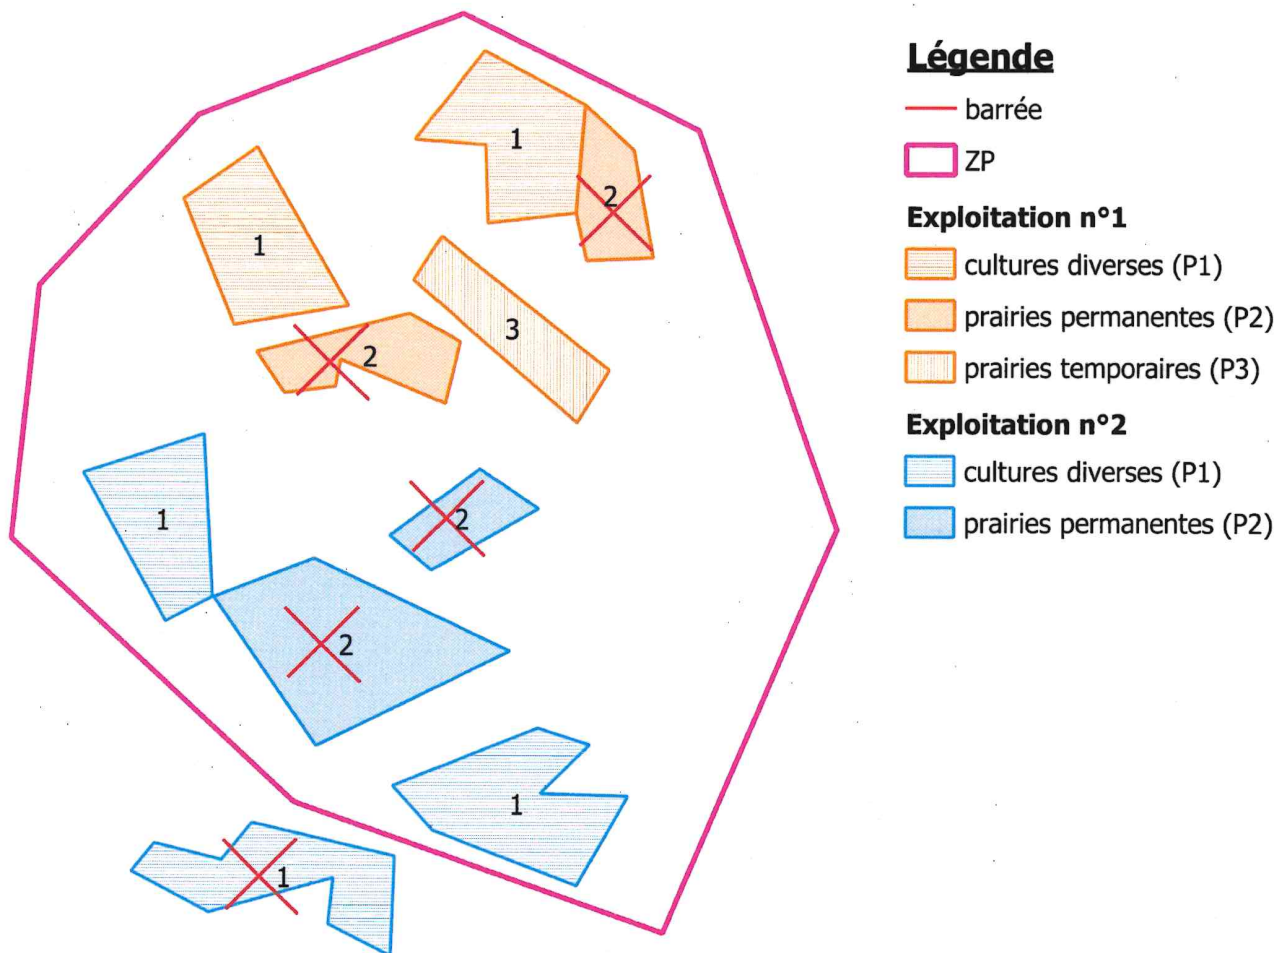 Légende
barrée
ZP
Exploitation n°1
cultures diverses (P1)
prairies permanentes (P2)
prairies temporaires (P3)
Exploitation n°2
cultures diverses (P1)
prairies permanentes (P2)
1
2
1
3
2
1
2
2
1
1